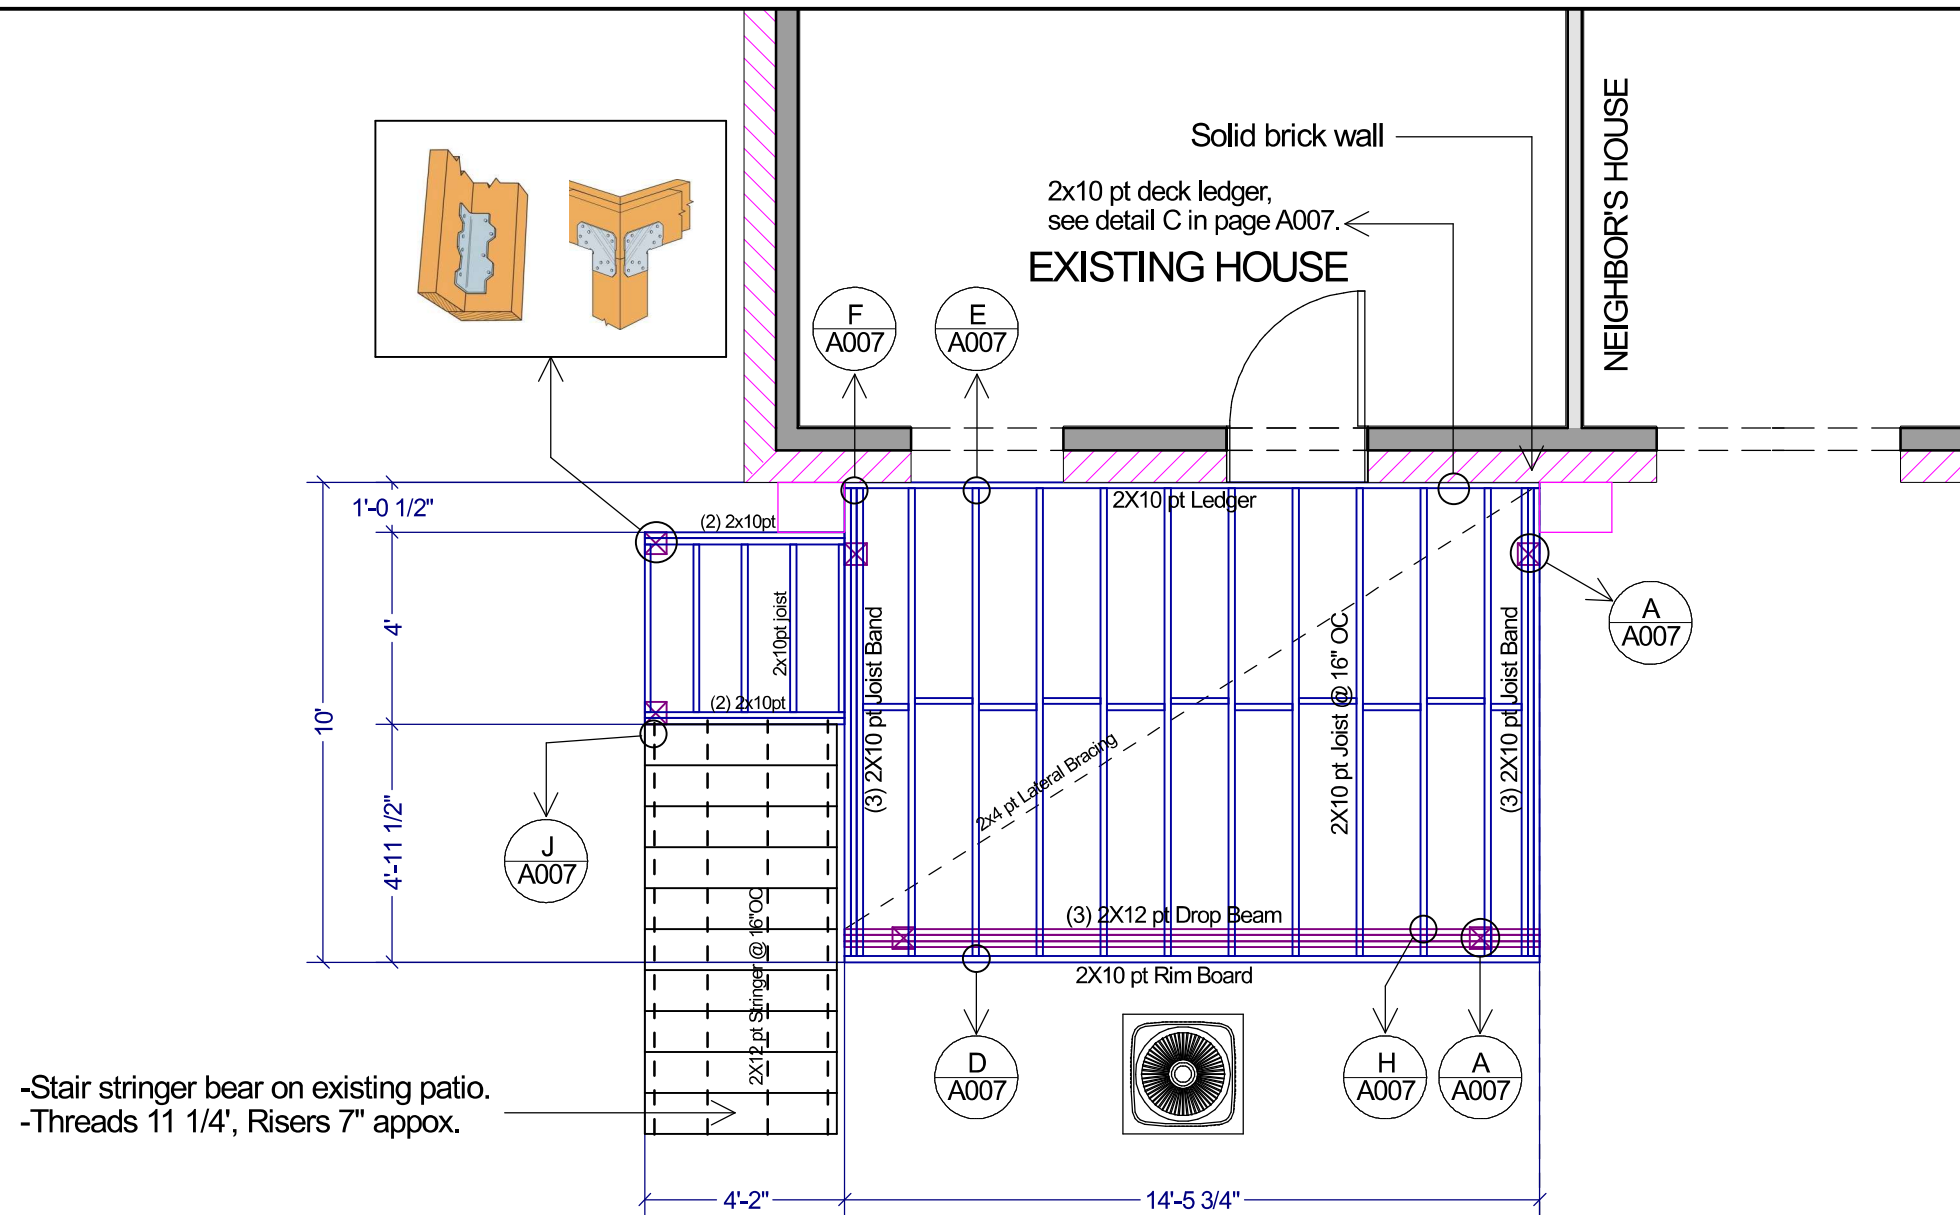 Solid brick wall
2x10 pt deck ledger,
see detail C in page A007.
EXISTING HOUSE
NEIGHBOR'S HOUSE
F
A007
E
A007
1'-0 1/2"
(2) 2x10pt
2X10 pt Ledger
4'
2x10pt joist
(2) 2x10pt
10'
4'-11 1/2"
(3) 2X10 pt Joist Band
2X10 pt Joist @ 16" OC
(3) 2X10 pt Joist Band
A
A007
2x4 pt Lateral Bracing
J
A007
2X12 pt Stringer @ 16"OC
(3) 2X12 pt Drop Beam
2X10 pt Rim Board
D
A007
H
A007
A
A007
-Stair stringer bear on existing patio.
-Threads 11 1/4', Risers 7" appox.
4'-2"
14'-5 3/4"